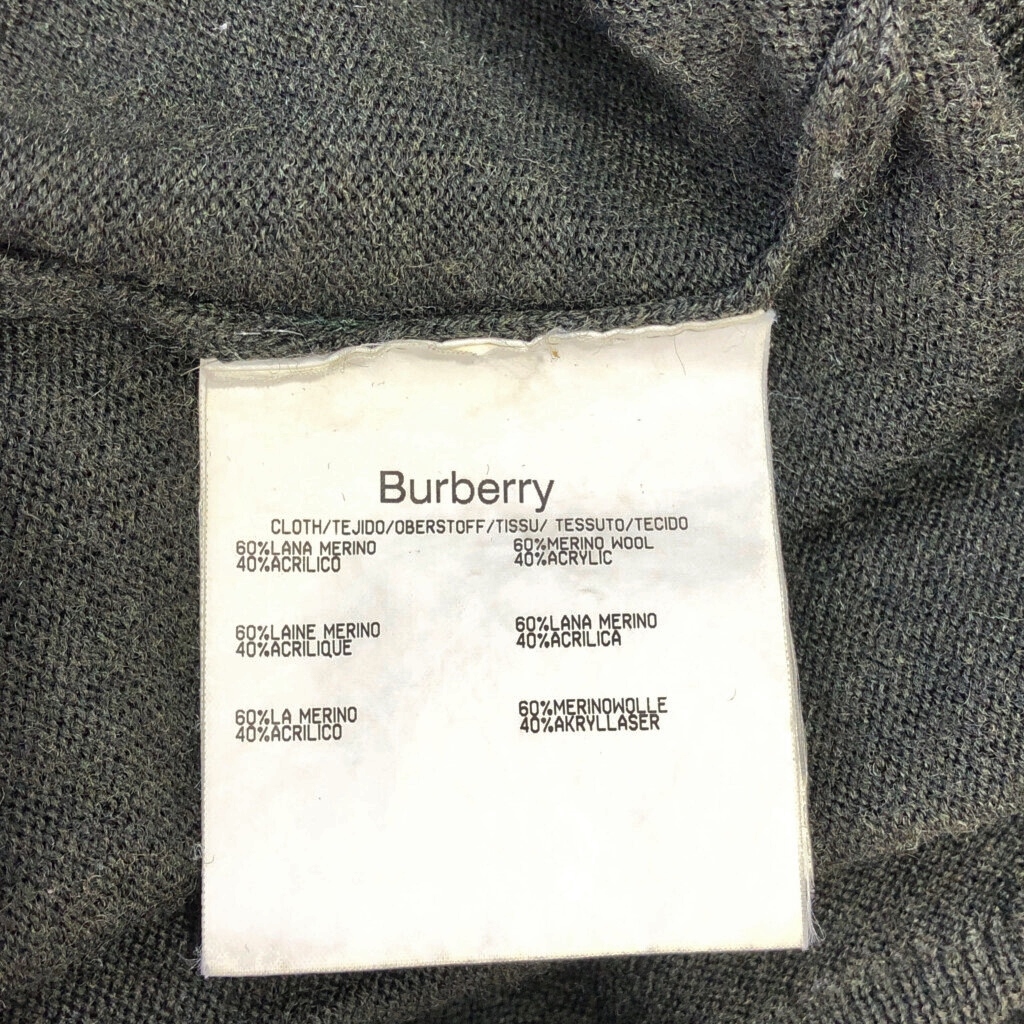 Burberry
CLOTH/TEJIDO/OBERSTOFF/TISSU/ TESSUTO/TECIDO
60%LANA MERINO
40%ACRILICO
60%MERINO WOOL
40%ACRYLIC
60%LAINE MERINO
40%ACRILIQUE
60%LANA MERINO
40%ACRILICA
60%LA MERINO
40%ACRILICO
60%MERINOWOLLE
40%AKRYLLASER